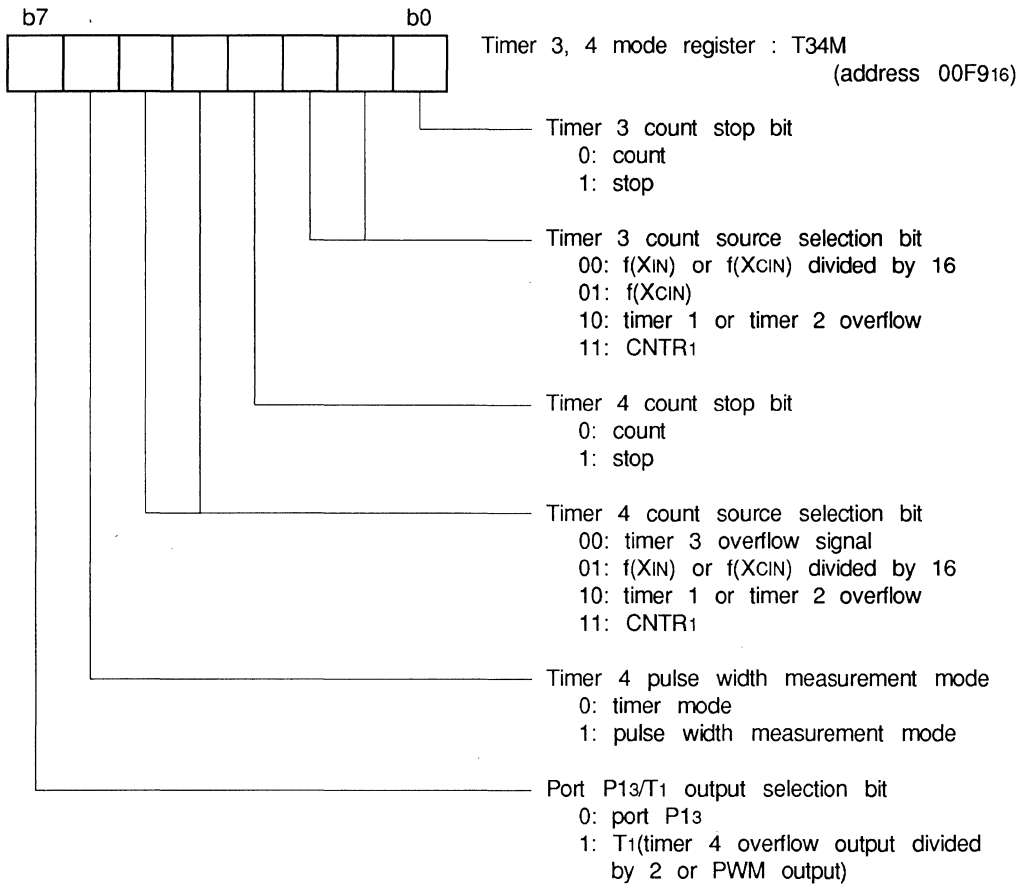 b7 b0
Timer 3, 4 mode register : T34M
(address 00F916)
Timer 3 count stop bit
0: count
1: stop
Timer 3 count source selection bit
00: f(XIN) or f(XCIN) divided by 16
01: f(XCIN)
10: timer 1 or timer 2 overflow
11: CNTR1
Timer 4 count stop bit
0: count
1: stop
Timer 4 count source selection bit
00: timer 3 overflow signal
01: f(XIN) or f(XCIN) divided by 16
10: timer 1 or timer 2 overflow
11: CNTR1
Timer 4 pulse width measurement mode
0: timer mode
1: pulse width measurement mode
Port P13/T1 output selection bit
0: port P13
1: T1(timer 4 overflow output divided
by 2 or PWM output)